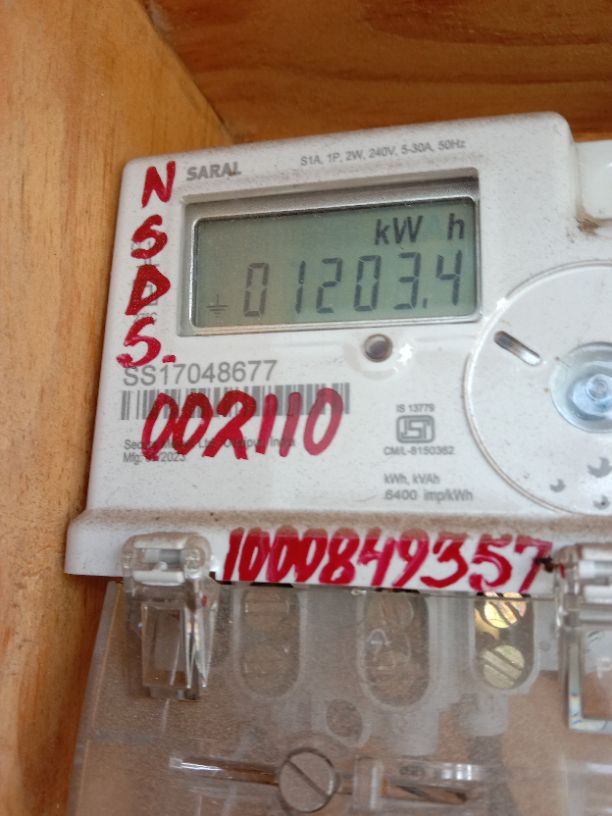 SARAL
S1A, 1P, 2W, 240V, 5-30A, 50Hz
NSDS.
kW h
01203.4
SS17048677
002110
IS 13779
CM/L-8150362
kWh, kVAh
6400 imp/kWh
1000849357